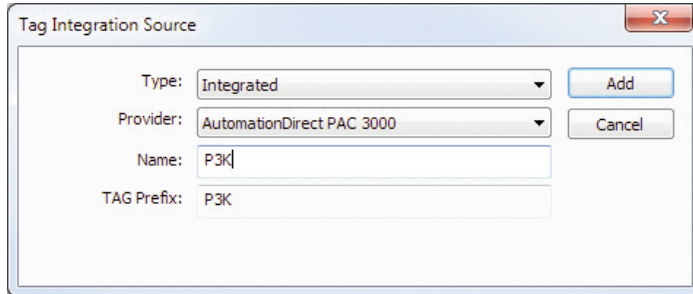 Tag Integration Source
Type: Integrated Add
Provider: AutomationDirect PAC 3000 Cancel
Name: P3K
TAG Prefix: P3K